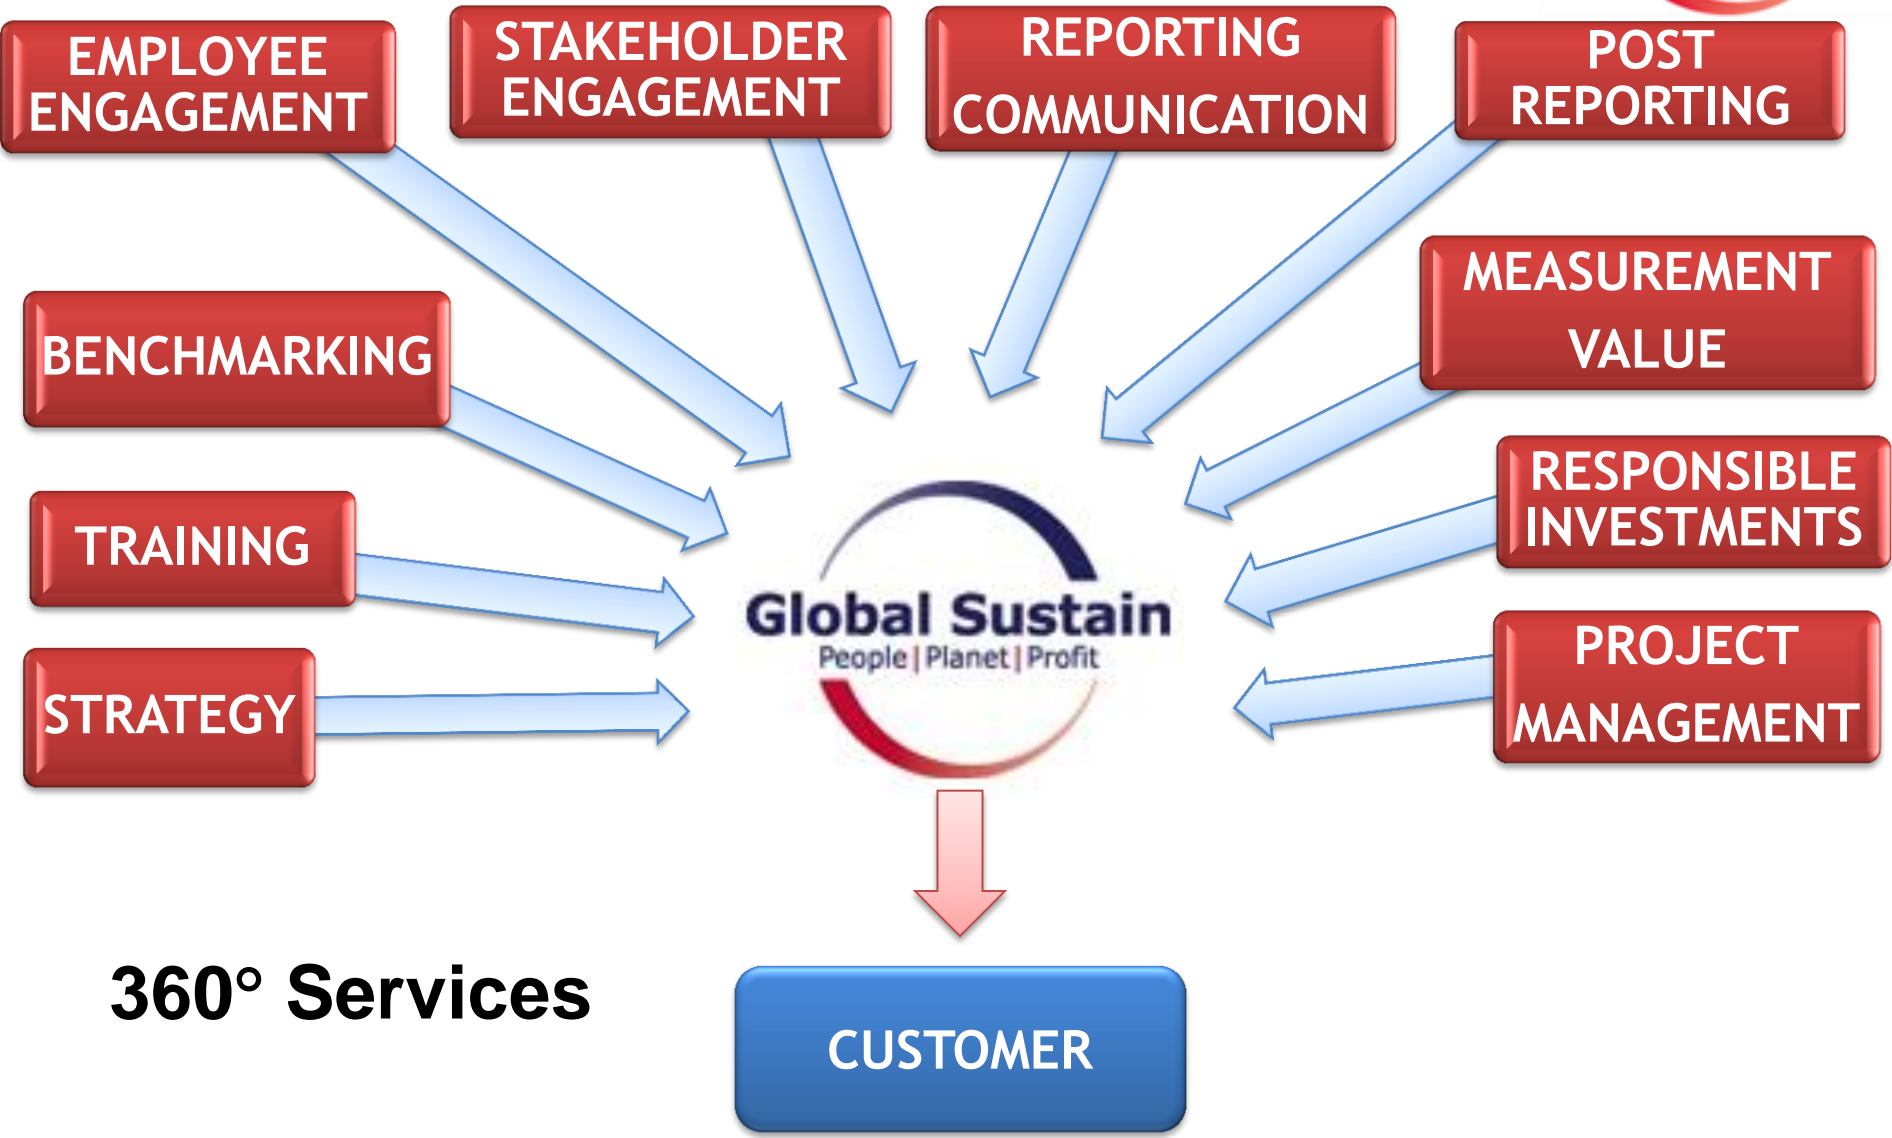 EMPLOYEE
ENGAGEMENT
STAKEHOLDER
ENGAGEMENT
REPORTING
COMMUNICATION
POST
REPORTING
BENCHMARKING
MEASUREMENT
VALUE
TRAINING
RESPONSIBLE
INVESTMENTS
STRATEGY
PROJECT
MANAGEMENT
Global Sustain
People|Planet|Profit
360° Services
CUSTOMER